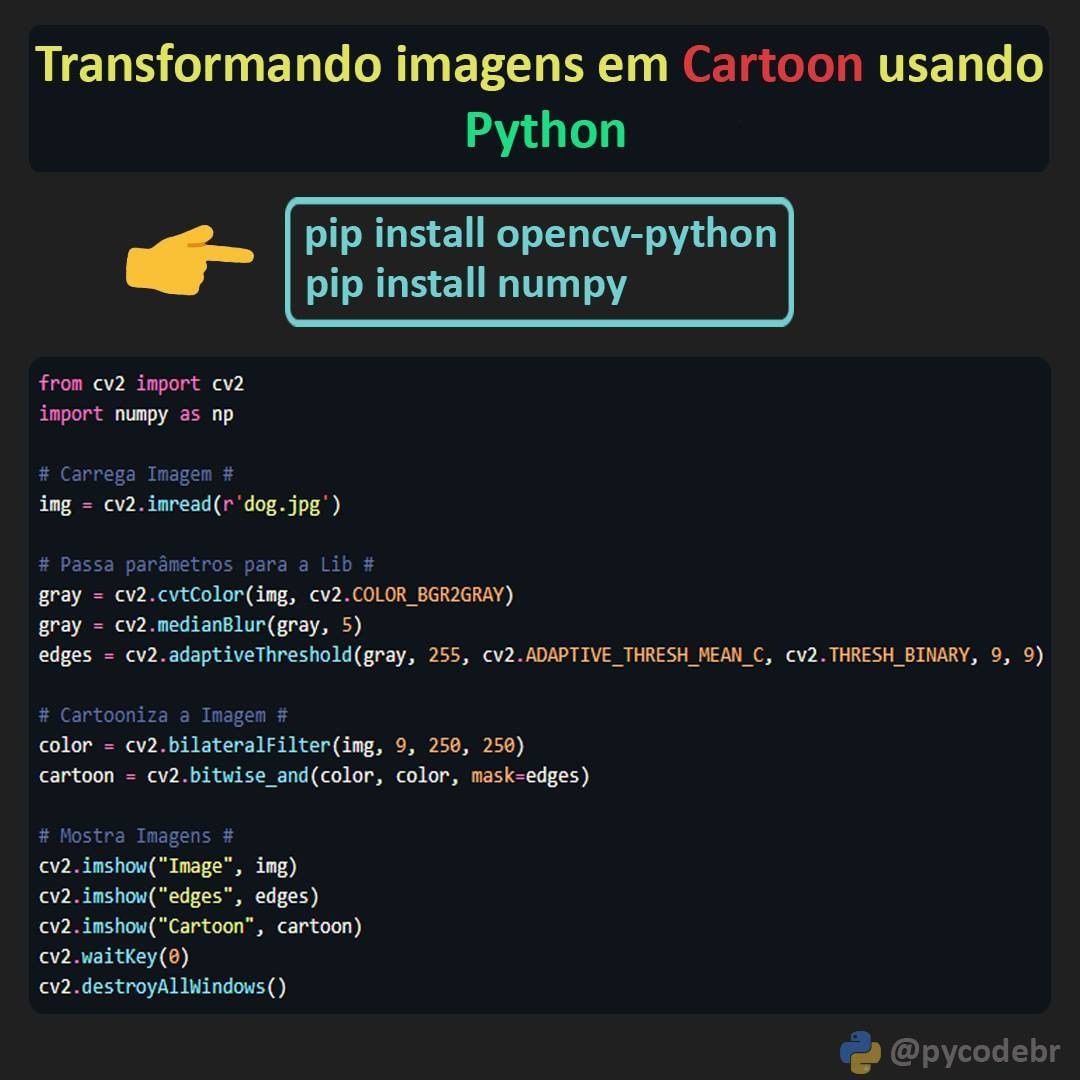 Transformando imagens em Cartoon usando
Python
pip install opencv-python
pip install numpy
from cv2 import cv2
import numpy as np
# Carrega Imagem #
img = cv2.imread(r'dog.jpg')
# Passa parâmetros para a Lib #
gray = cv2.cvtColor(img, cv2.COLOR_BGR2GRAY)
gray = cv2.medianBlur(gray, 5)
edges = cv2.adaptiveThreshold(gray, 255, cv2.ADAPTIVE_THRESH_MEAN_C, cv2.THRESH_BINARY, 9, 9)
# Cartooniza a Imagem #
color = cv2.bilateralFilter(img, 9, 250, 250)
cartoon = cv2.bitwise_and(color, color, mask=edges)
# Mostra Imagens #
cv2.imshow("Image", img)
cv2.imshow("edges", edges)
cv2.imshow("Cartoon", cartoon)
cv2.waitKey(0)
cv2.destroyAllWindows()
@pycodebr